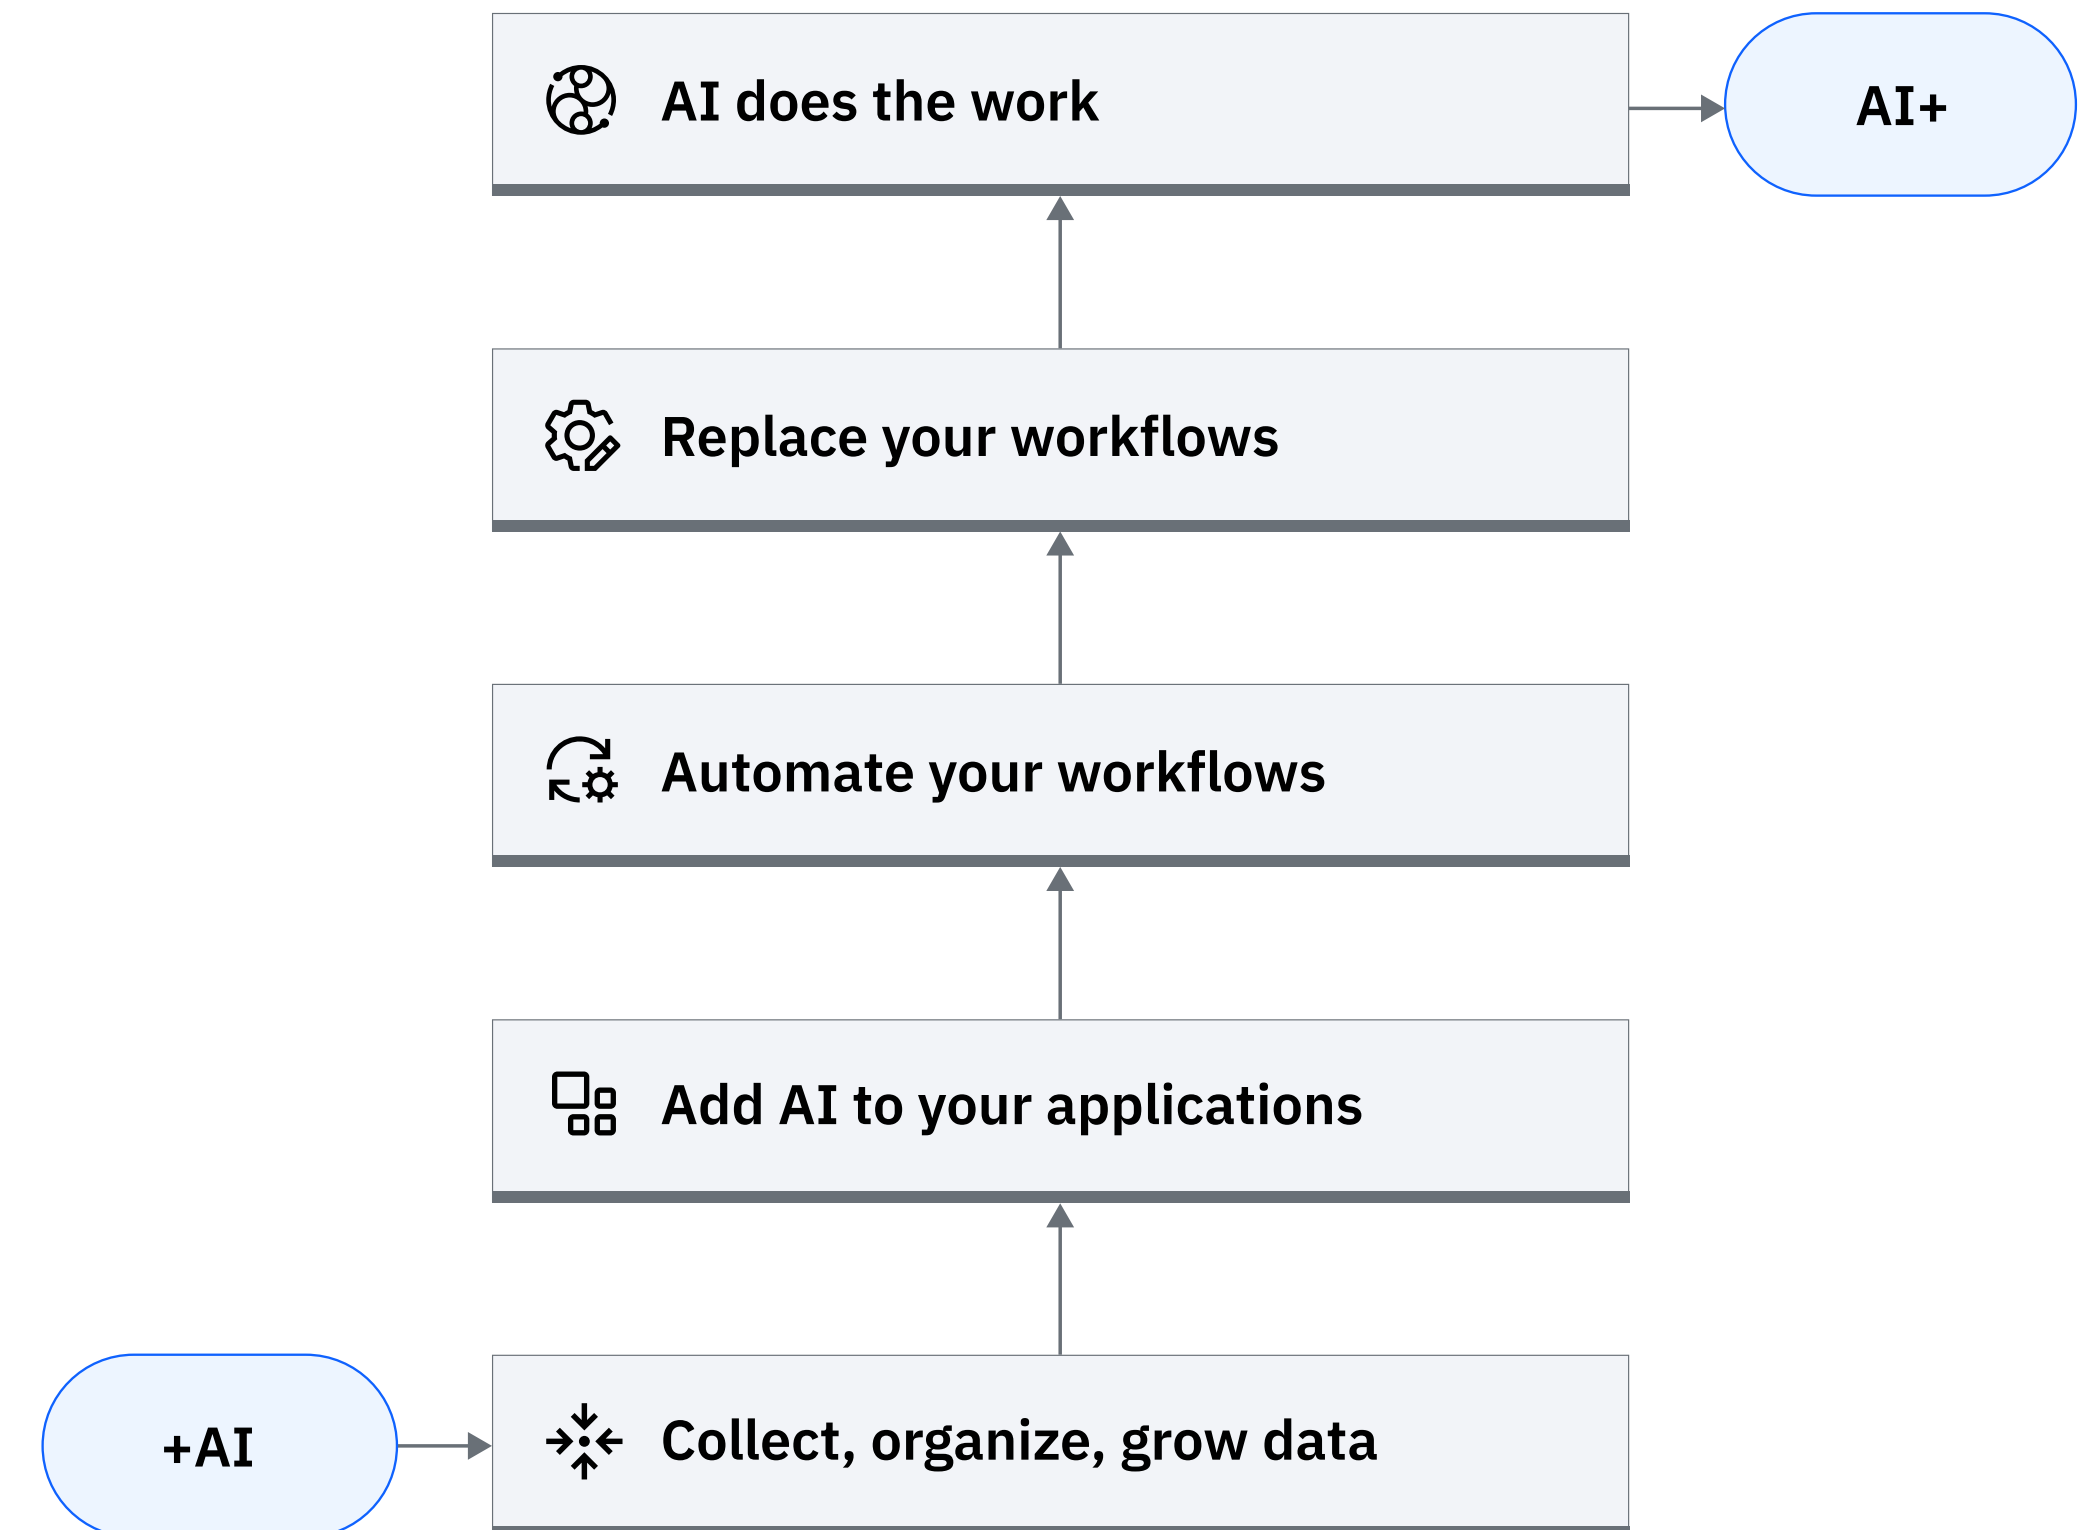 AI does the work
AI+
Replace your workflows
Automate your workflows
Add AI to your applications
+AI
Collect, organize, grow data